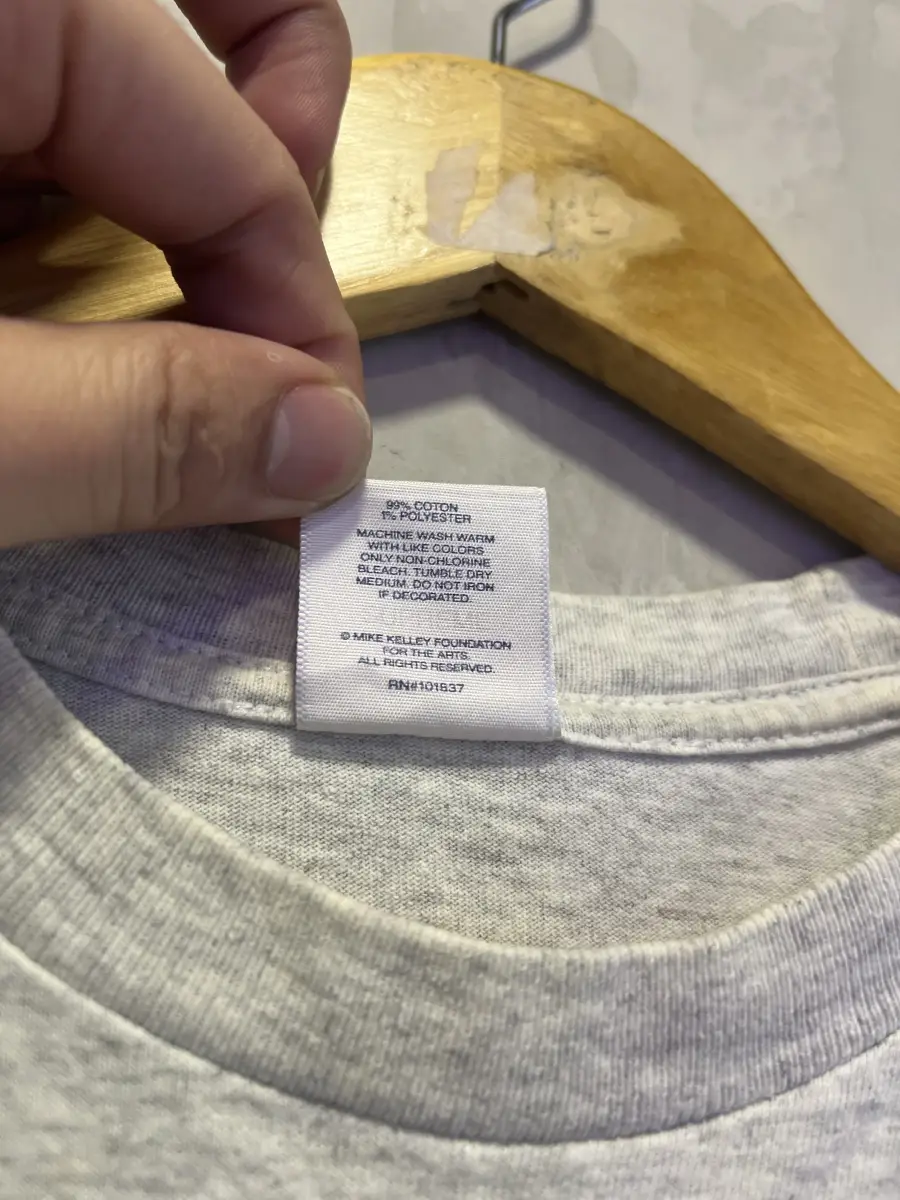 99% COTON
1% POLYESTER
MACHINE WASH WARM
WITH LIKE COLORS
ONLY NON-CHLORINE
BLEACH. TUMBLE DRY
MEDIUM. DO NOT IRON
IF DECORATED.
© MIKE KELLEY FOUNDATION
FOR THE ARTS.
ALL RIGHTS RESERVED.
RN#101837